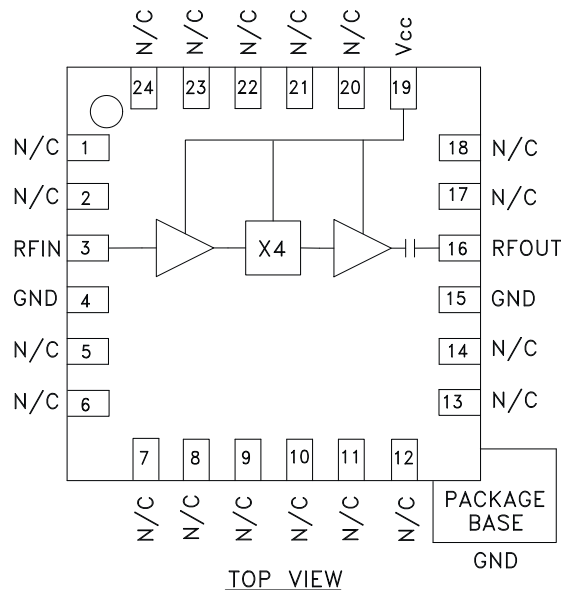 N/C N/C N/C N/C N/C Vcc
24 23 22 21 20 19
N/C 1 18 N/C
N/C 2 17 N/C
RFIN 3 X4 16 RFOUT
GND 4 15 GND
N/C 5 14 N/C
N/C 6 13 N/C
7 8 9 10 11 12
N/C N/C N/C N/C N/C N/C
PACKAGE
BASE
GND
TOP VIEW